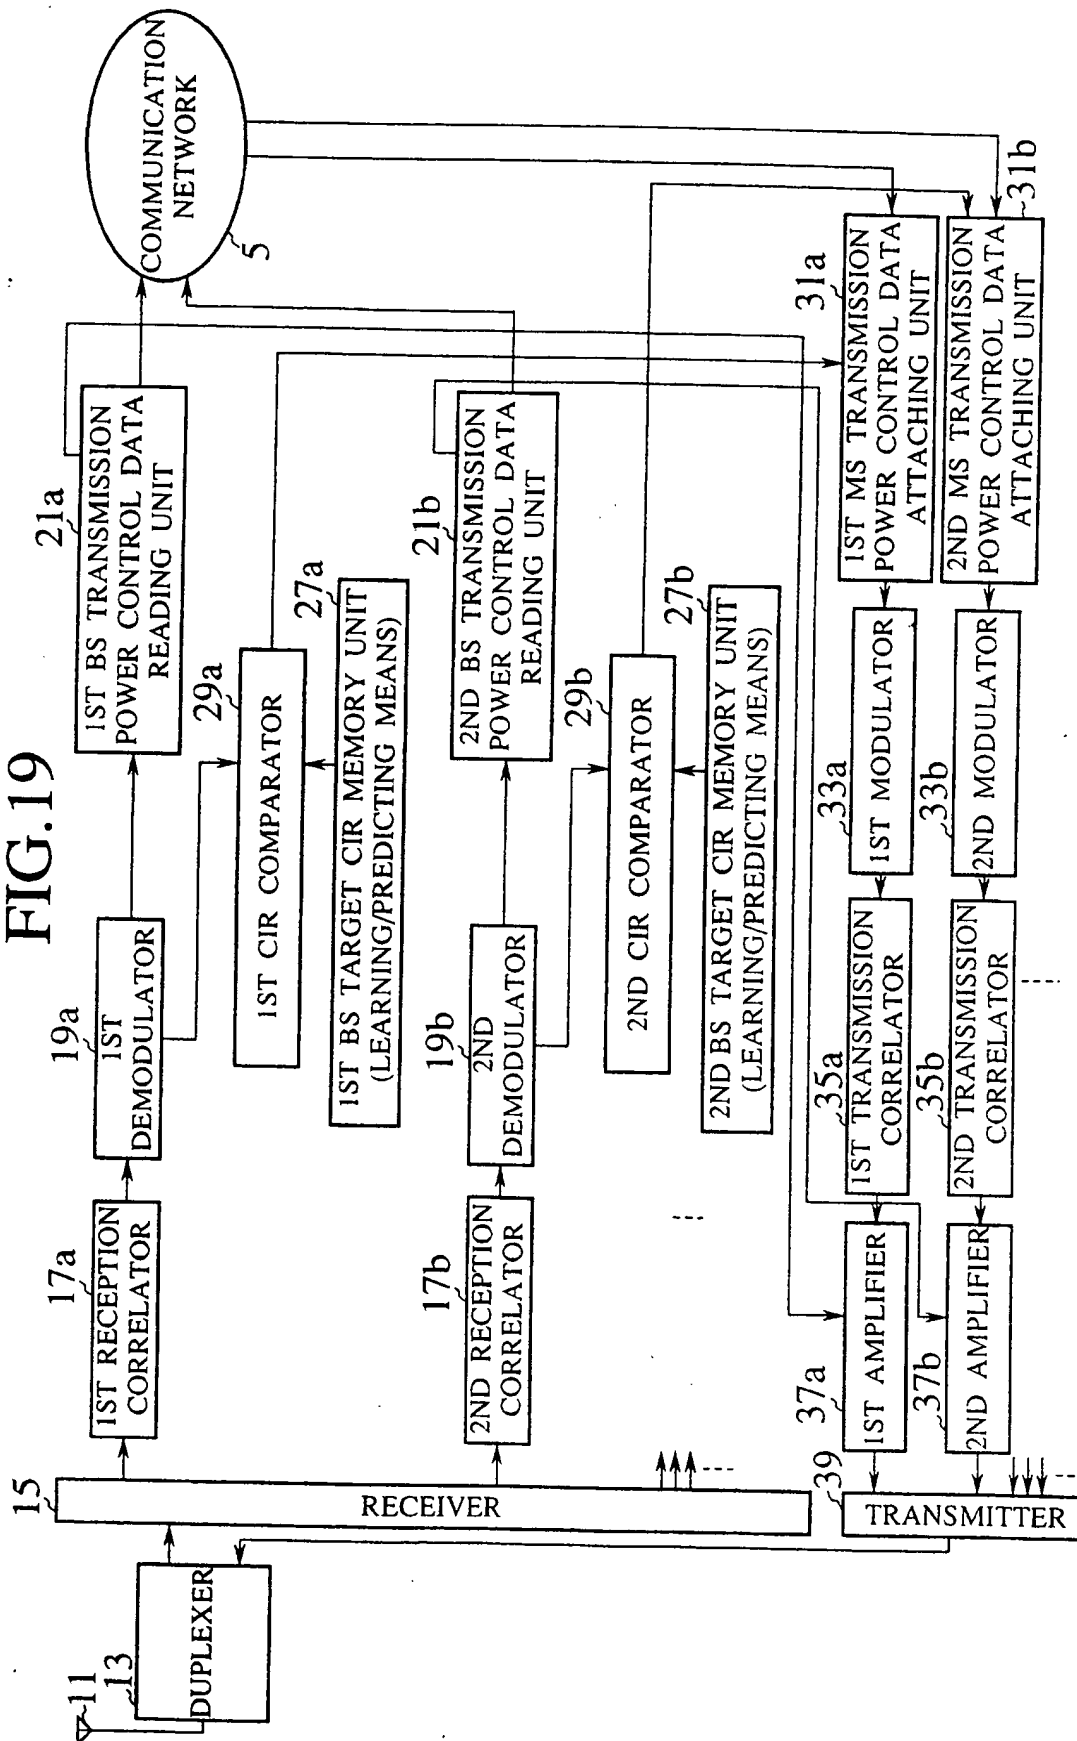 FIG.19
11
13
DUPLEXER
15
RECEIVER
17a
1ST RECEPTION
CORRELATOR
19a
1ST
DEMODULATOR
21a
1ST BS TRANSMISSION
POWER CONTROL DATA
READING UNIT
COMMUNICATION
NETWORK
5
29a
1ST CIR COMPARATOR
27a
1ST BS TARGET CIR MEMORY UNIT
(LEARNING/PREDICTING MEANS)
17b
2ND RECEPTION
CORRELATOR
19b
2ND
DEMODULATOR
21b
2ND BS TRANSMISSION
POWER CONTROL DATA
READING UNIT
29b
2ND CIR COMPARATOR
27b
2ND BS TARGET CIR MEMORY UNIT
(LEARNING/PREDICTING MEANS)
39
TRANSMITTER
37a
1ST AMPLIFIER
35a
1ST TRANSMISSION
CORRELATOR
33a
1ST MODULATOR
31a
1ST MS TRANSMISSION
POWER CONTROL DATA
ATTACHING UNIT
37b
2ND AMPLIFIER
35b
2ND TRANSMISSION
CORRELATOR
33b
2ND MODULATOR
31b
2ND MS TRANSMISSION
POWER CONTROL DATA
ATTACHING UNIT